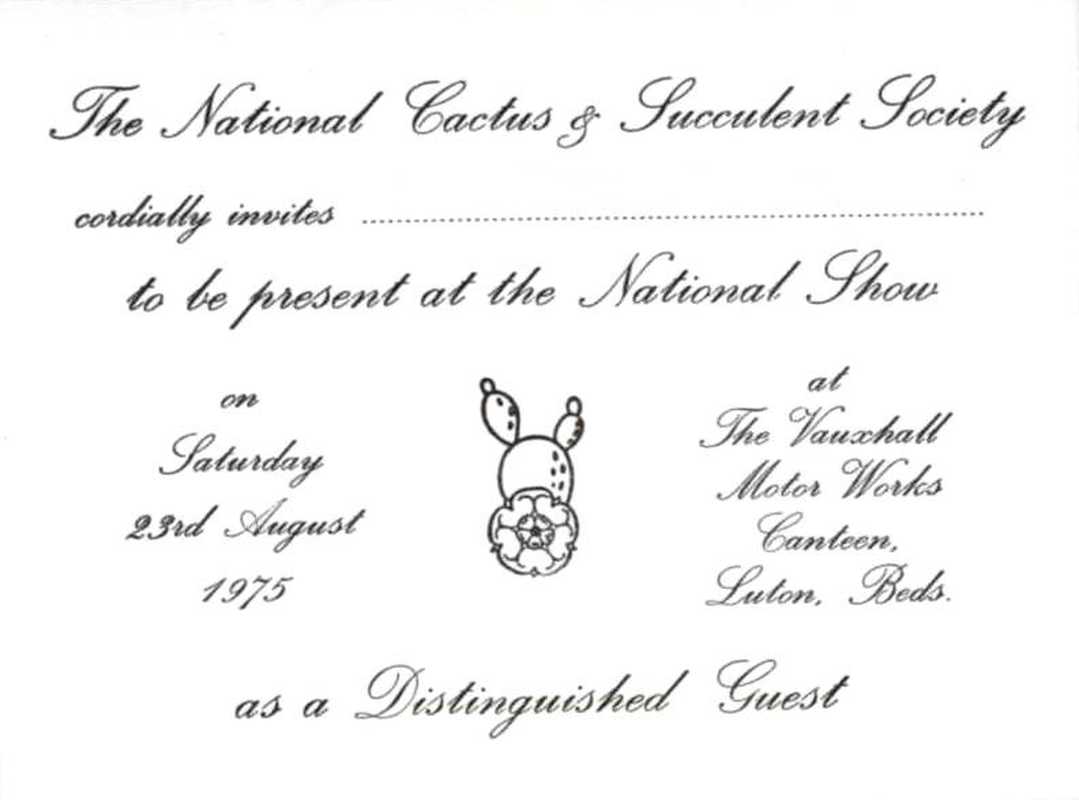 The National Cactus & Succulent Society
cordially invites
to be present at the National Show
on
Saturday
23rd August
1975
at
The Vauxhall
Motor Works
Canteen,
Luton, Beds.
as a Distinguished Guest